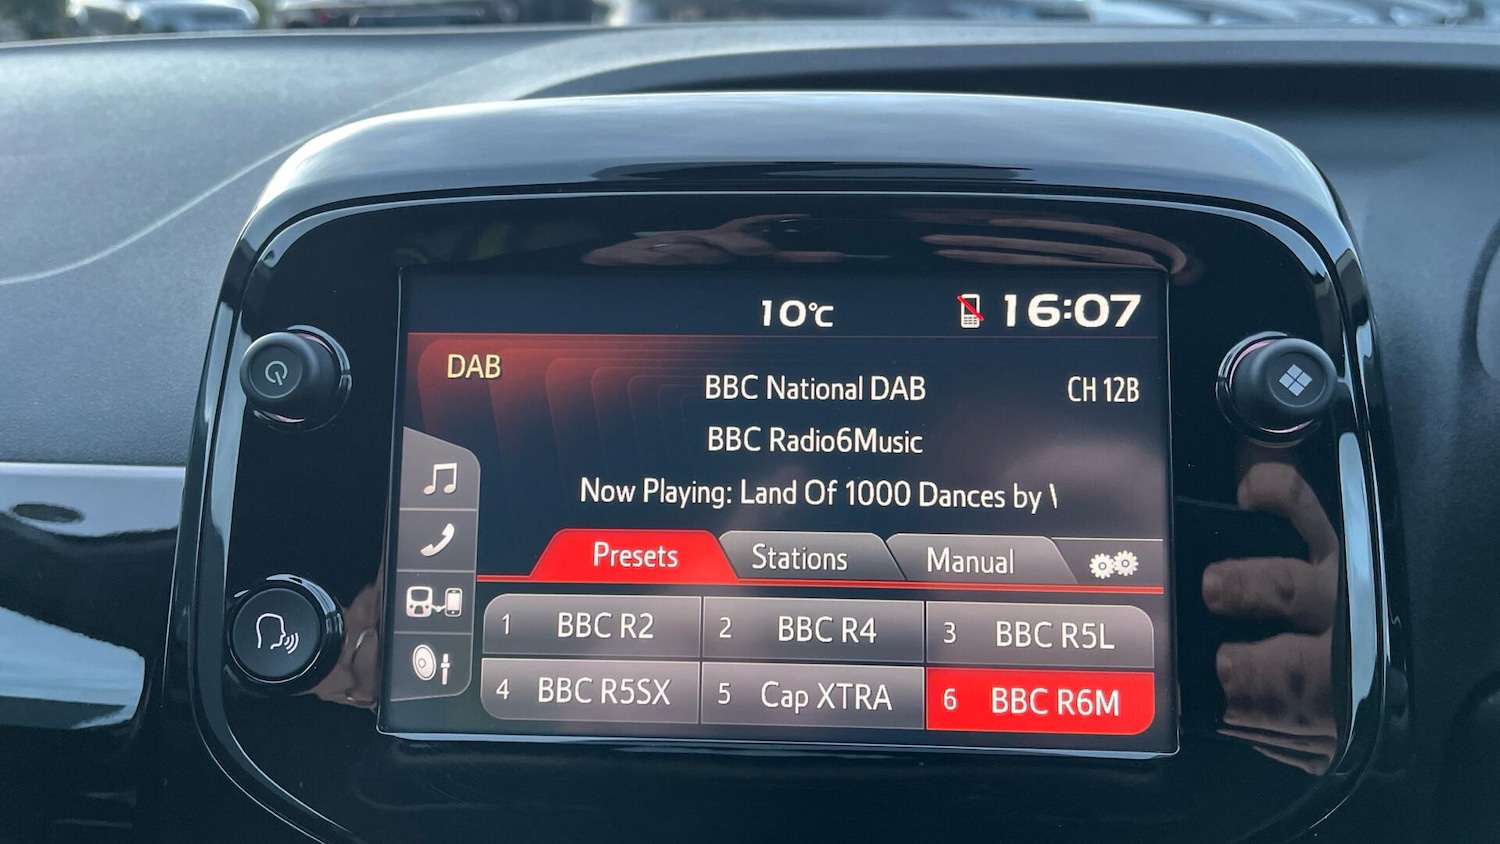 10°C 16:07
DAB
BBC National DAB CH 12B
BBC Radio6Music
Now Playing: Land Of 1000 Dances by \
Presets Stations Manual
1 BBC R2 2 BBC R4 3 BBC R5L
4 BBC R5SX 5 Cap XTRA 6 BBC R6M